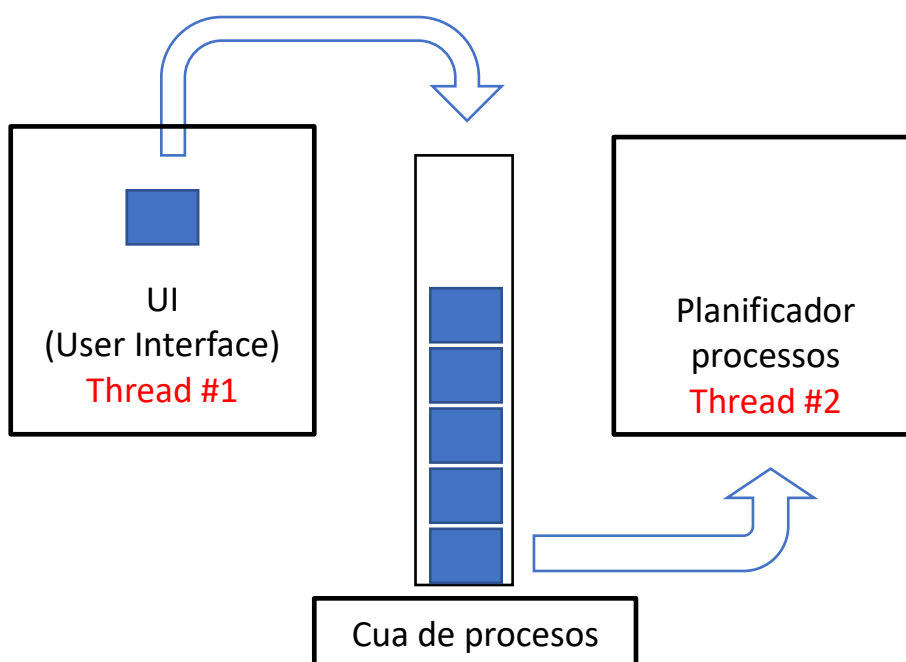 UI
(User Interface)
Thread #1
Planificador
processos
Thread #2
Cua de procesos